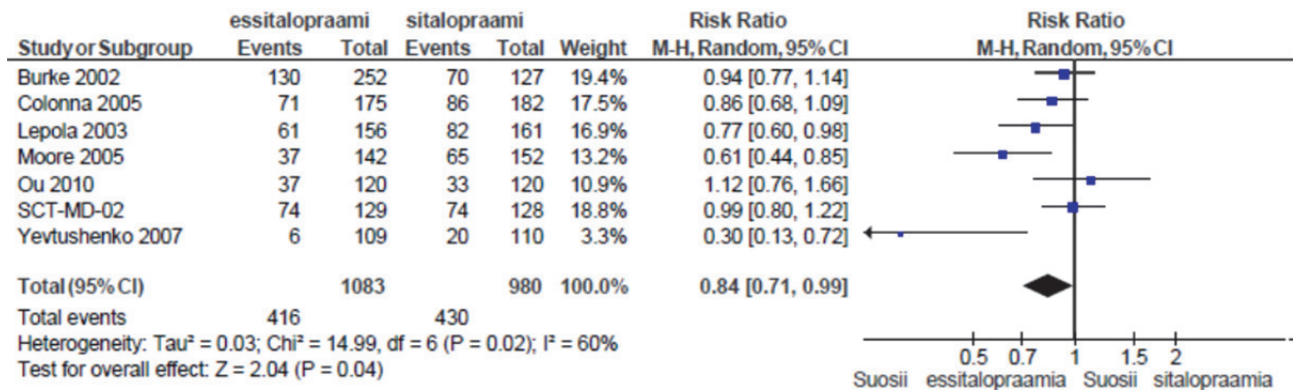 essitalopraami sitalopraami Risk Ratio Risk Ratio
Study or Subgroup Events Total Events Total Weight M-H, Random, 95% CI M-H, Random, 95% CI
Burke 2002 130 252 70 127 19.4% 0.94 [0.77, 1.14]
Colonna 2005 71 175 86 182 17.5% 0.86 [0.68, 1.09]
Lepola 2003 61 156 82 161 16.9% 0.77 [0.60, 0.98]
Moore 2005 37 142 65 152 13.2% 0.61 [0.44, 0.85]
Ou 2010 37 120 33 120 10.9% 1.12 [0.76, 1.66]
SCT-MD-02 74 129 74 128 18.8% 0.99 [0.80, 1.22]
Yevtushenko 2007 6 109 20 110 3.3% 0.30 [0.13, 0.72]
Total (95% CI) 1083 980 100.0% 0.84 [0.71, 0.99]
Total events 416 430
Heterogeneity: Tau² = 0.03; Chi² = 14.99, df = 6 (P = 0.02); I² = 60%
Test for overall effect: Z = 2.04 (P = 0.04)
0.5 0.7 1 1.5 2
Suosii essitalopraamia Suosii sitalopraamia